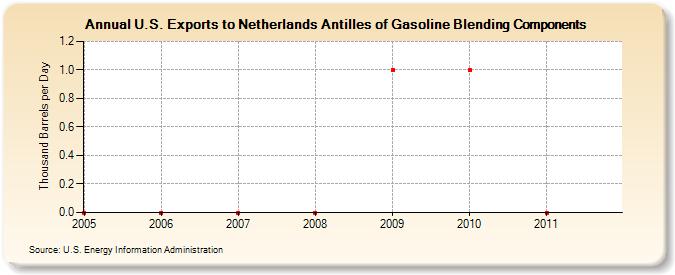 Annual U.S. Exports to Netherlands Antilles of Gasoline Blending Components
Thousand Barrels per Day
1.2
1.0
0.8
0.6
0.4
0.2
0.0
2005 2006 2007 2008 2009 2010 2011
Source: U.S. Energy Information Administration